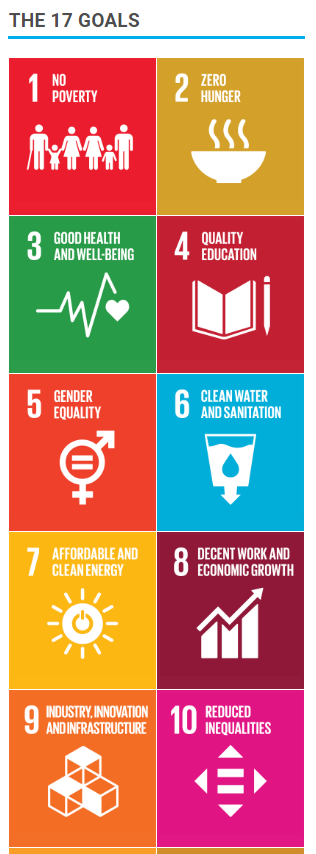 THE 17 GOALS
1 NO
POVERTY
2 ZERO
HUNGER
3 GOOD HEALTH
AND WELL-BEING
4 QUALITY
EDUCATION
5 GENDER
EQUALITY
6 CLEAN WATER
AND SANITATION
7 AFFORDABLE AND
CLEAN ENERGY
8 DECENT WORK AND
ECONOMIC GROWTH
9 INDUSTRY, INNOVATION
AND INFRASTRUCTURE
10 REDUCED
INEQUALITIES